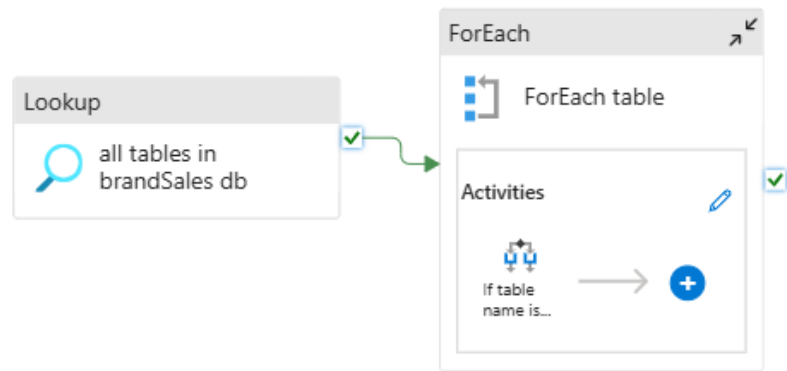 Lookup
all tables in
brandSales db
ForEach
ForEach table
Activities
If table
name is...